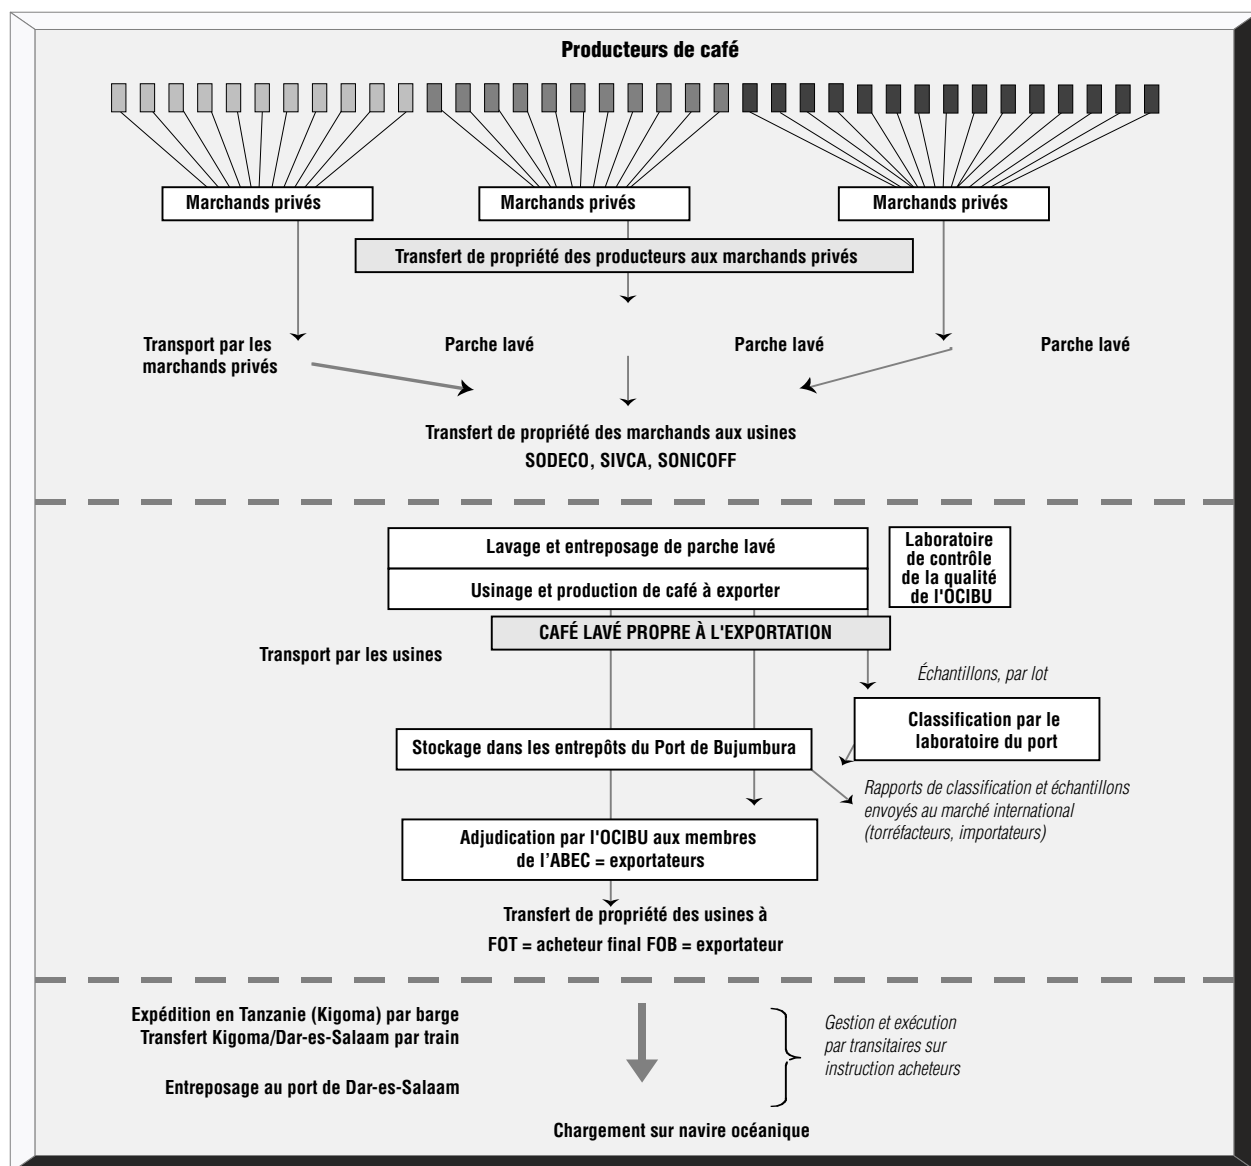 Producteurs de café
Marchands privés
Marchands privés
Marchands privés
Transfert de propriété des producteurs aux marchands privés
Transport par les
marchands privés
Parche lavé
Parche lavé
Parche lavé
Transfert de propriété des marchands aux usines
SODECO, SIVCA, SONICOFF
Lavage et entreposage de parche lavé
Usinage et production de café à exporter
Laboratoire
de contrôle
de la qualité
de l'OCIBU
CAFÉ LAVÉ PROPRE À L'EXPORTATION
Transport par les usines
Échantillons, par lot
Classification par le
laboratoire du port
Stockage dans les entrepôts du Port de Bujumbura
Rapports de classification et échantillons
envoyés au marché international
(torréfacteurs, importateurs)
Adjudication par l'OCIBU aux membres
de l'ABEC = exportateurs
Transfert de propriété des usines à
FOT = acheteur final FOB = exportateur
Expédition en Tanzanie (Kigoma) par barge
Transfert Kigoma/Dar-es-Salaam par train
Entreposage au port de Dar-es-Salaam
Gestion et exécution
par transitaires sur
instruction acheteurs
Chargement sur navire océanique